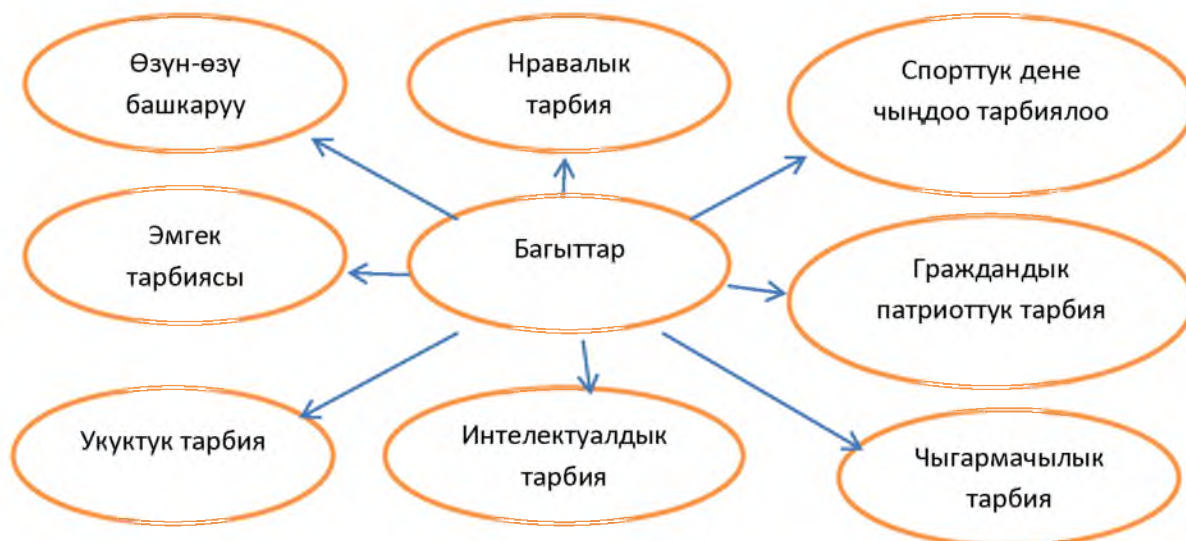 Өзүн-өзү
башкаруу
Нравалык
тарбия
Спорттук дене
чыңдоо тарбиялоо
Эмгек
тарбиясы
Багыттар
Граждандык
патриоттук тарбия
Укуктук тарбия
Интелектуалдык
тарбия
Чыгармачылык
тарбия